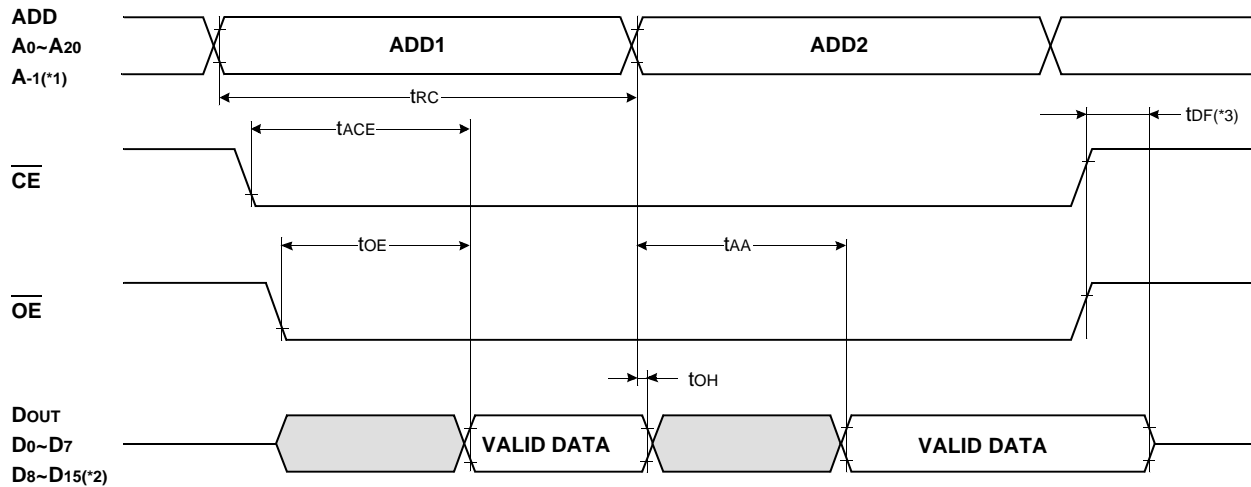 ADD
A0~A20
A-1(*1)
ADD1
ADD2
tRC
tACE
tDF(*3)
CE
tOE
tAA
OE
tOH
DOUT
D0~D7
D8~D15(*2)
VALID DATA
VALID DATA